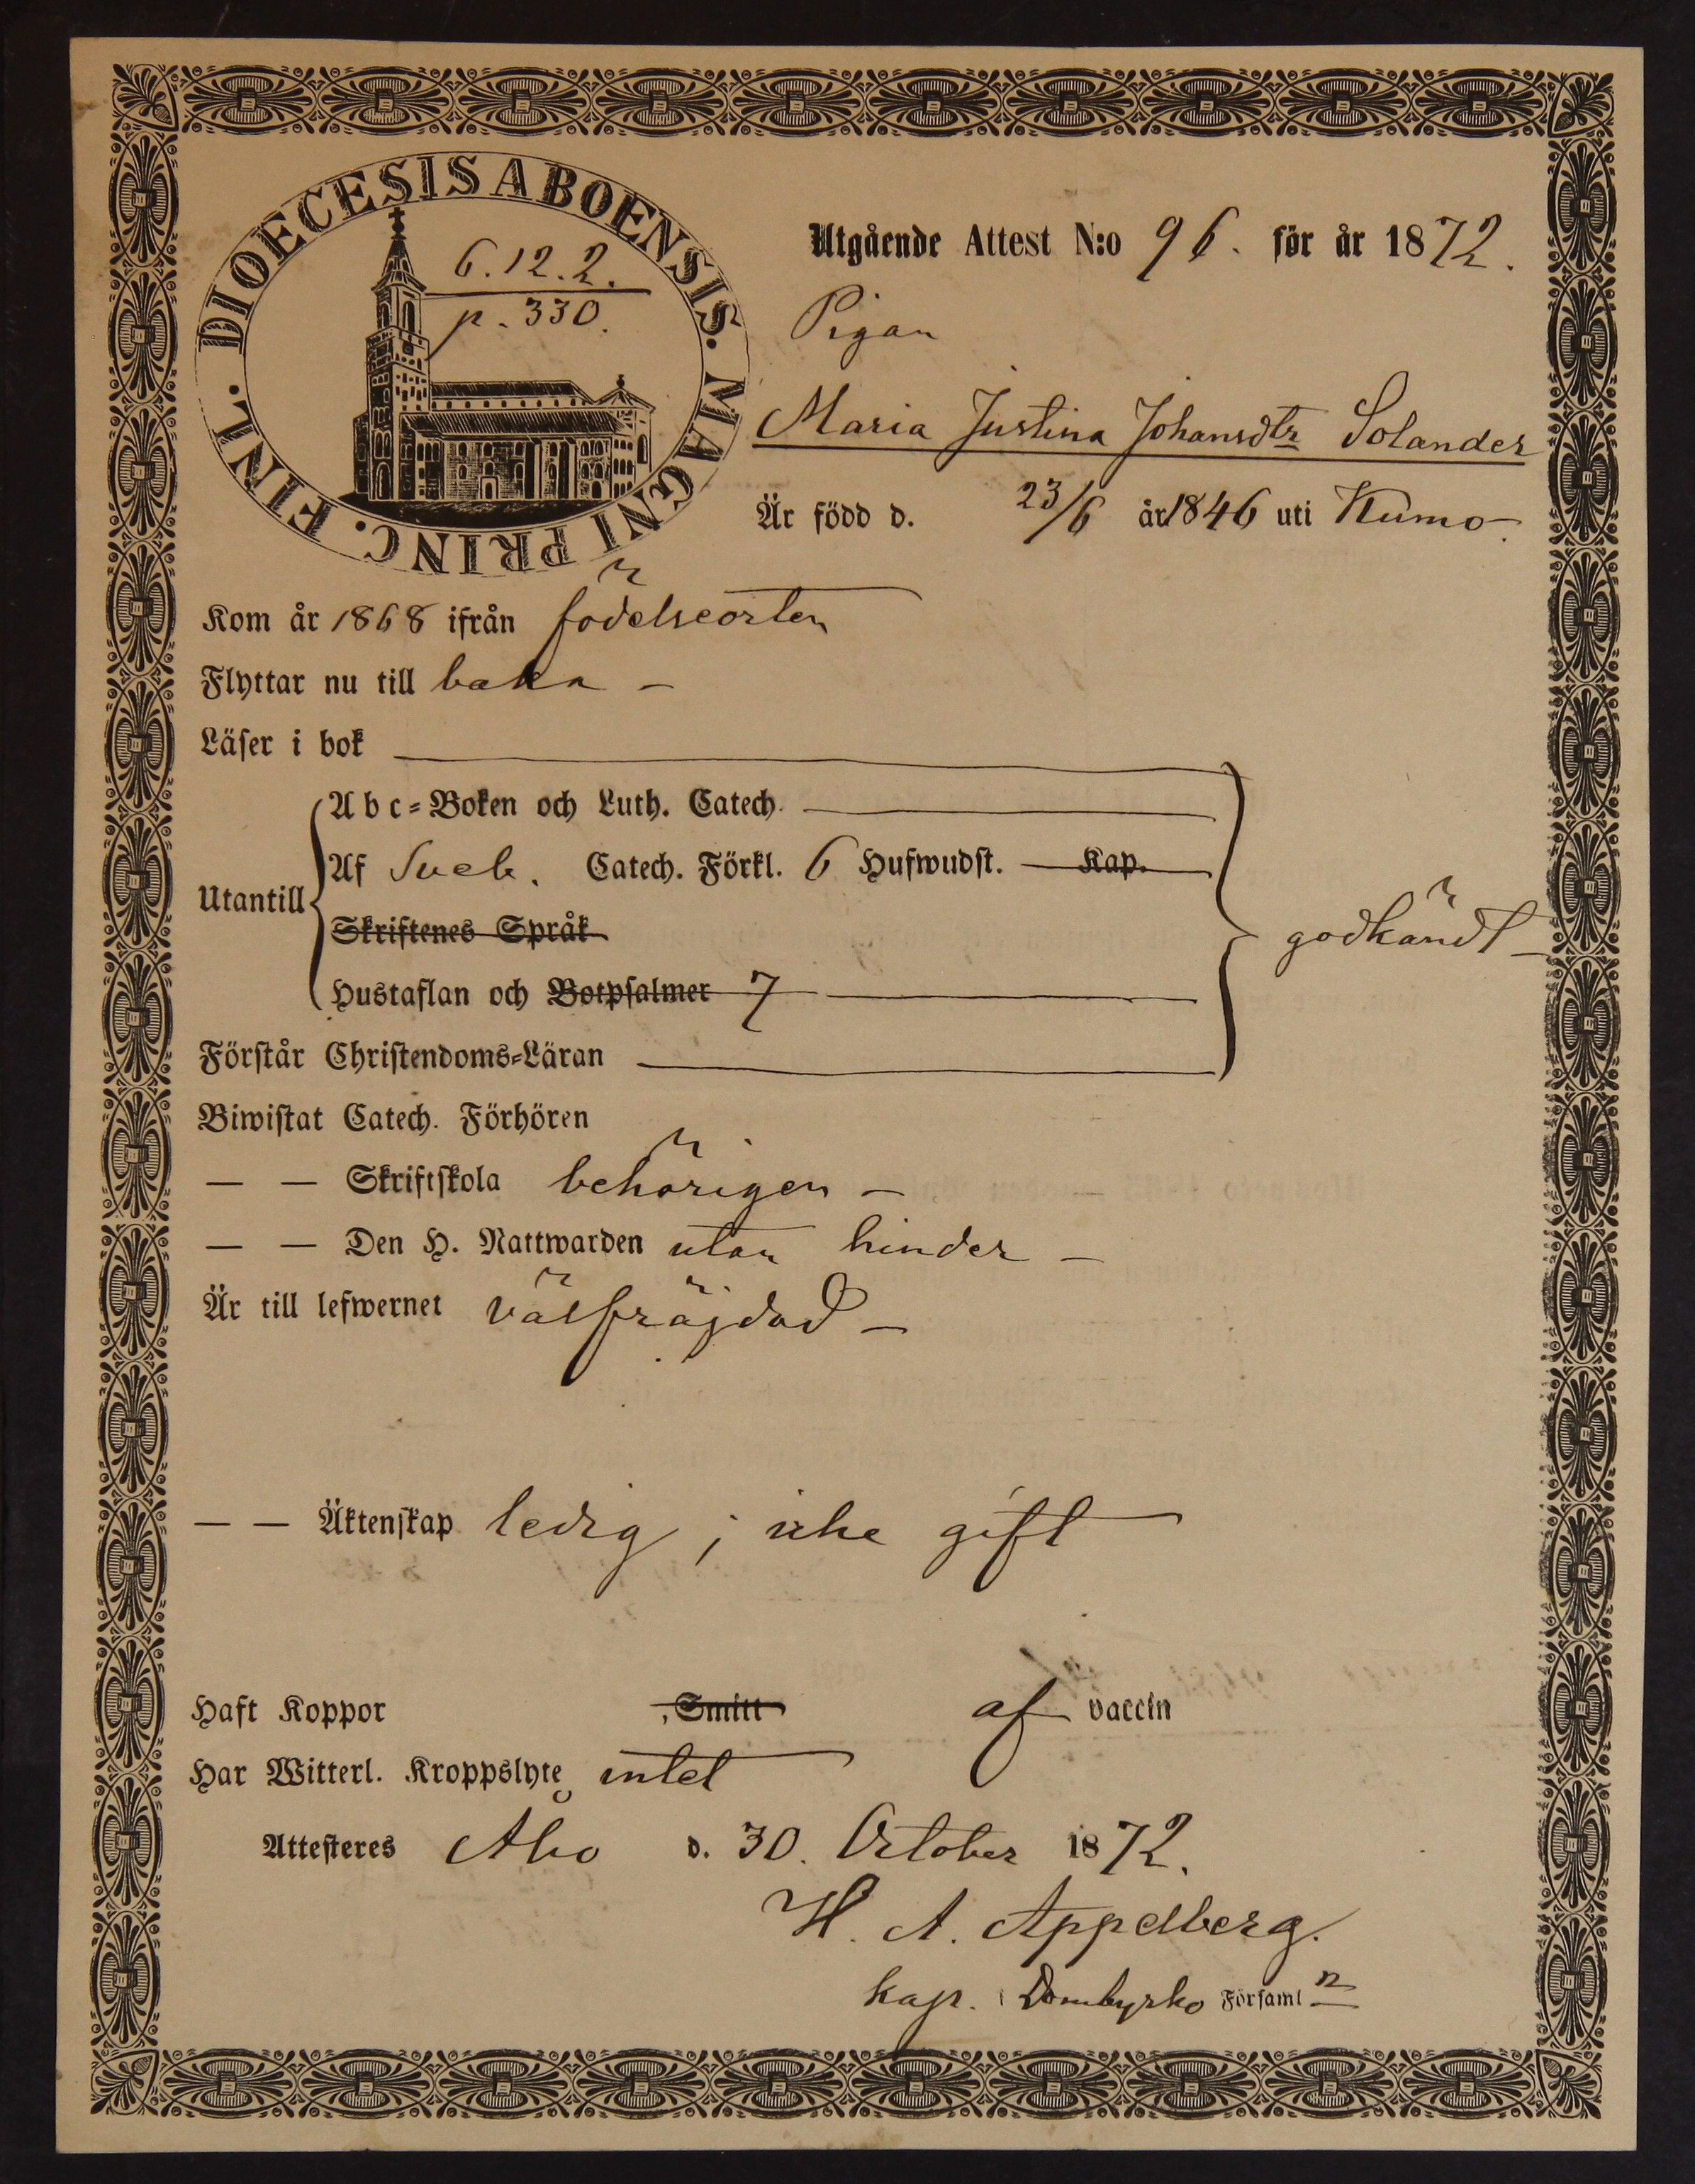 DIOECESIS ABOENSIS. MAGNI PRINC. FINL.
6.12.2.
p. 330.
Utgående Attest N:o 96. för år 1872.
Pigan
Maria Justina Johansdtr Solander
Är född d. 23/6 år 1846 uti Kumo.
Kom år 1868 ifrån födelseorten
Flyttar nu till baka —
Läser i bok
Abc-Boken och Luth. Catech.
Af Sveb. Catech. Förkl. 6 Hufwudst. — Kap.
Utantill
Skriftenes Språk
godkändt —
Hustaflan och Botpsalmer 7
Förstår Christendoms-Läran
Biwistat Catech. Förhören
— — Skriftskola behörigen —
— — Den H. Nattwarden utan hinder —
Är till lefwernet välfräjdad —
— — Äktenskap ledig; icke gift
Haft Koppor , Smitt af vaccin
Har Witterl. Kroppslyte intet
Attesteres Åbo d. 30. October 1872.
H. A. Appelberg.
kapl. i Domkyrko Församl n